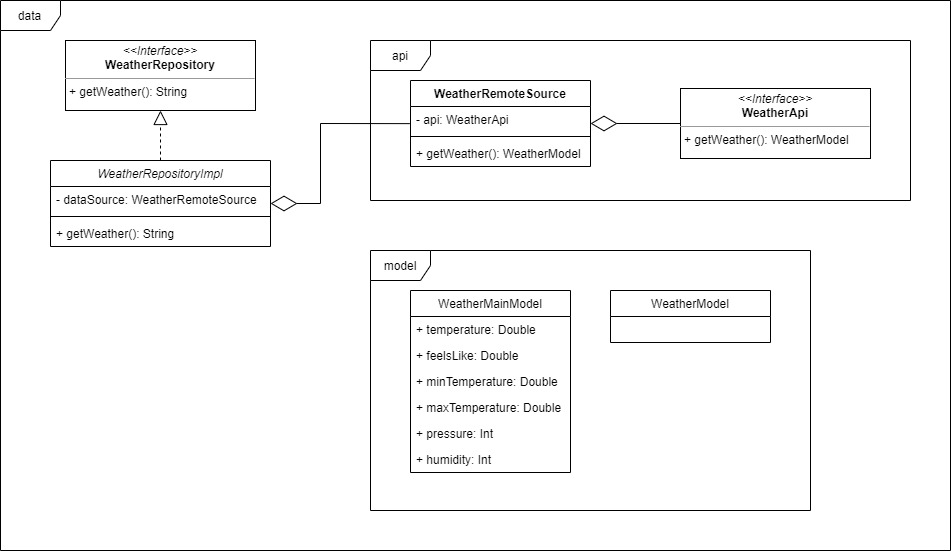 data
<<Interface>>
WeatherRepository
+ getWeather(): String
WeatherRepositoryImpl
- dataSource: WeatherRemoteSource
+ getWeather(): String
api
WeatherRemoteSource
- api: WeatherApi
+ getWeather(): WeatherModel
<<Interface>>
WeatherApi
+ getWeather(): WeatherModel
model
WeatherMainModel
+ temperature: Double
+ feelsLike: Double
+ minTemperature: Double
+ maxTemperature: Double
+ pressure: Int
+ humidity: Int
WeatherModel